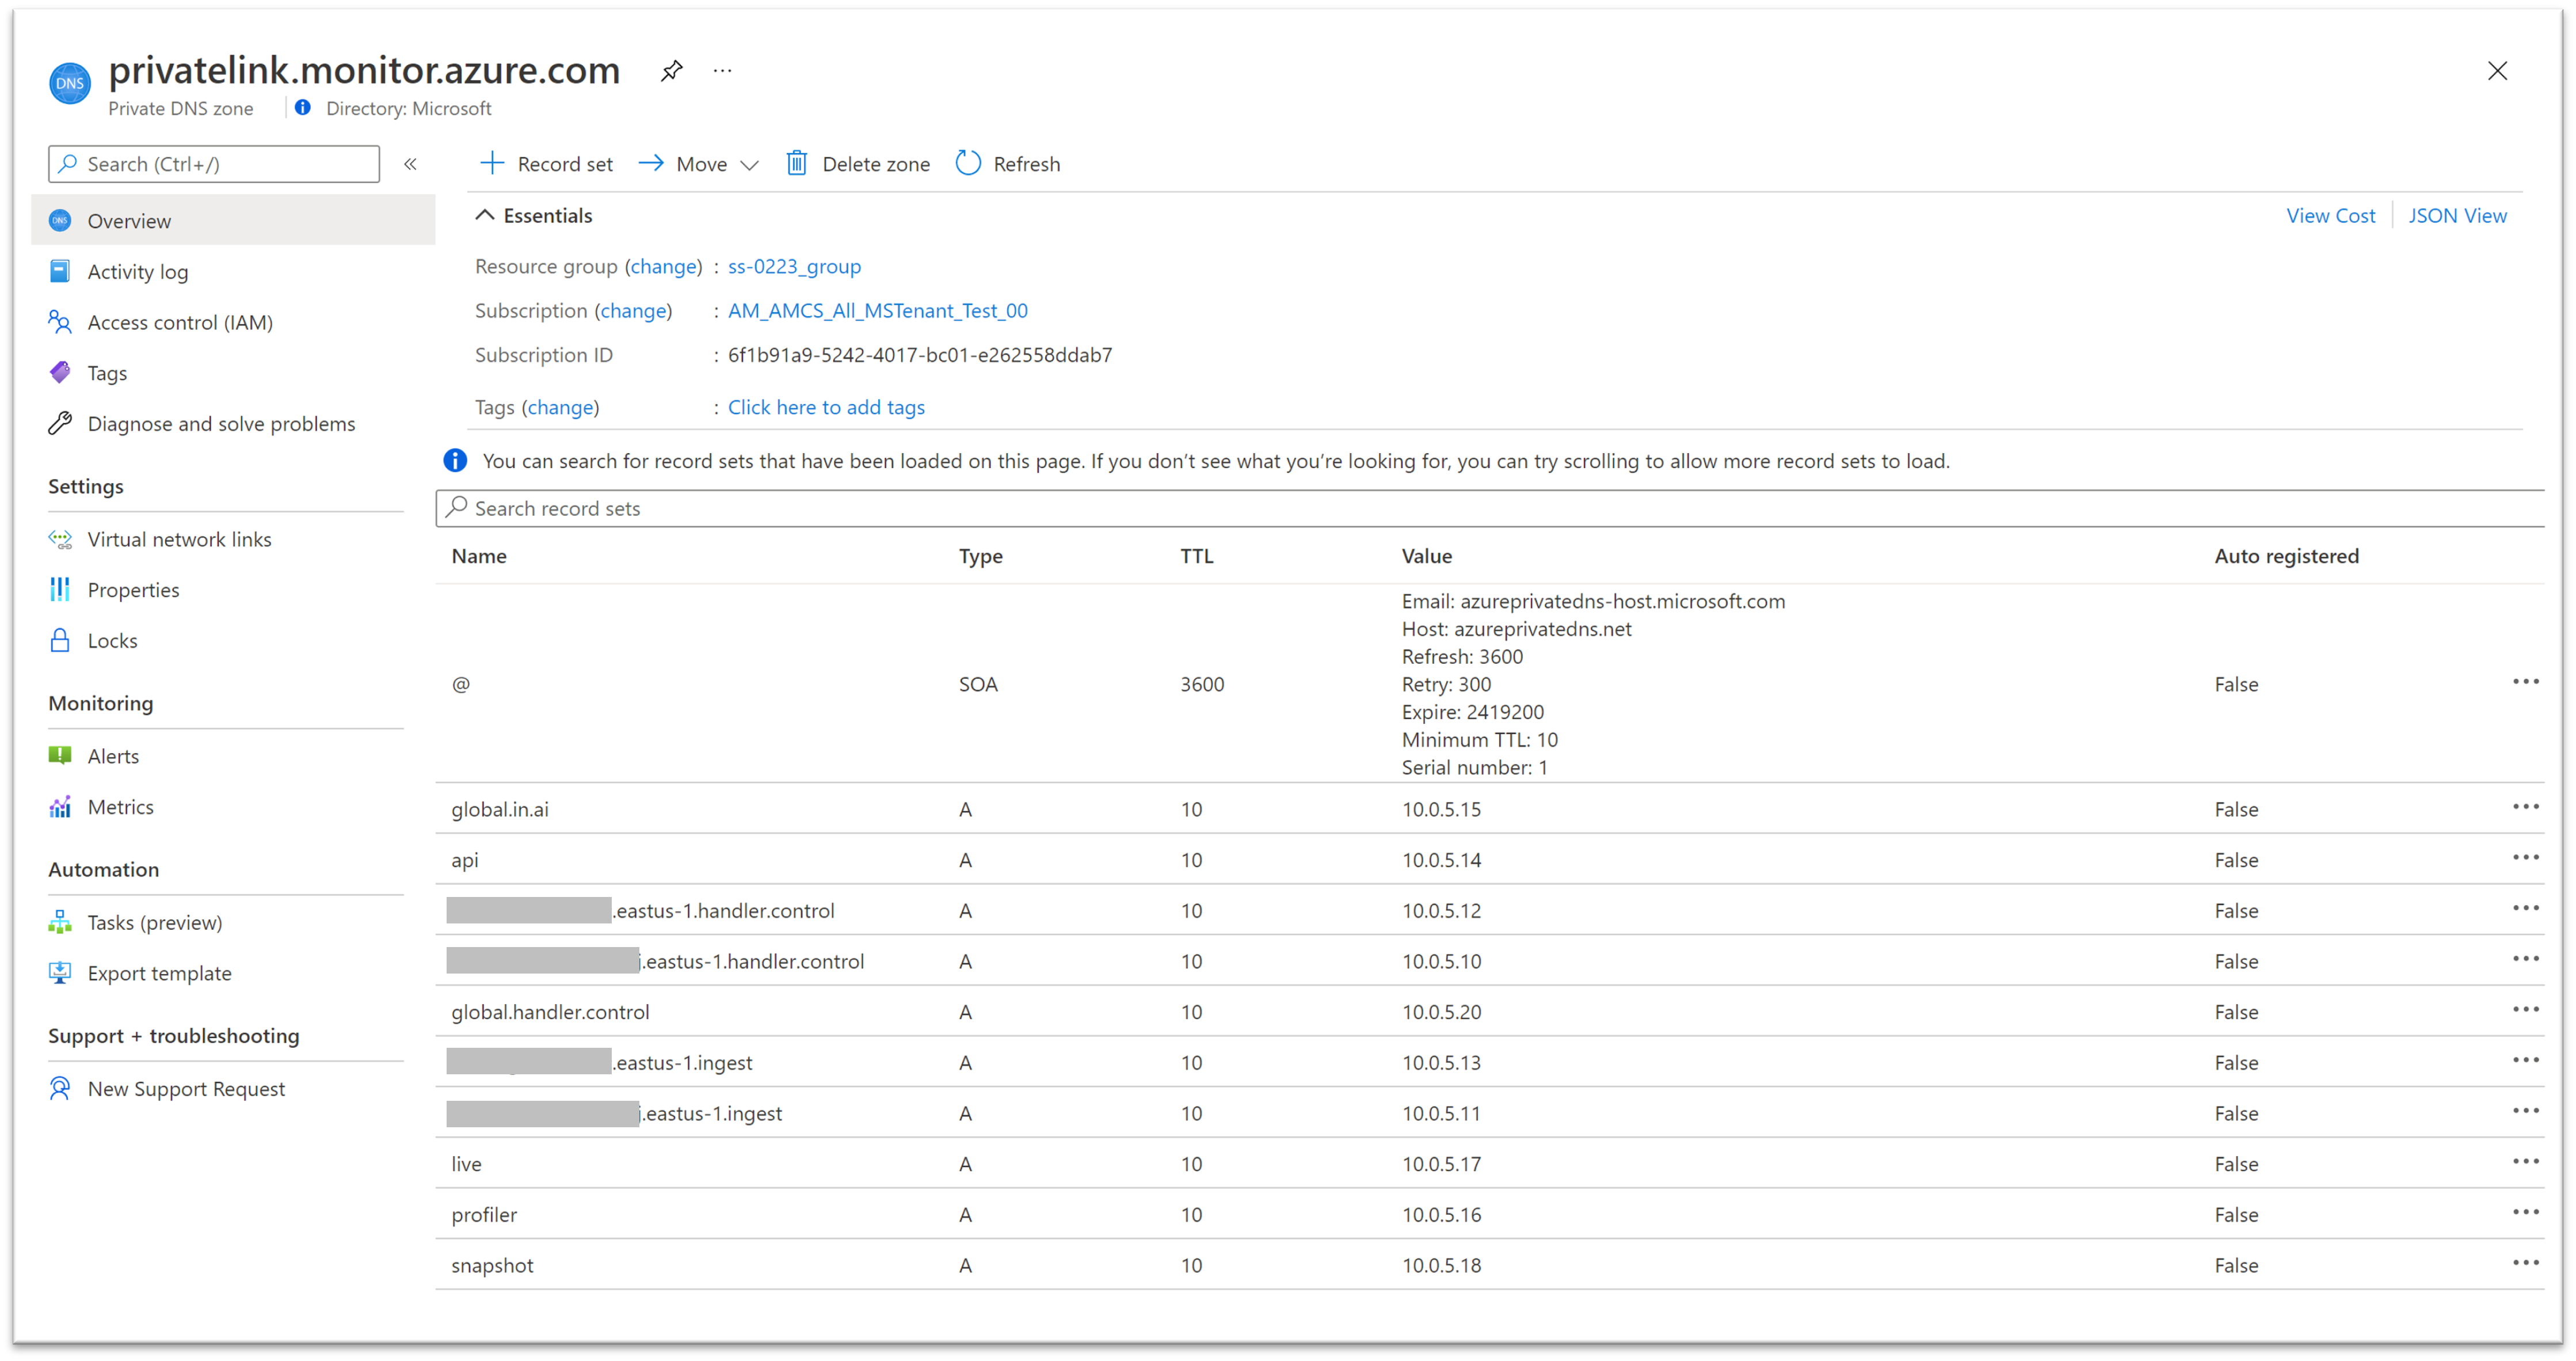 privatelink.monitor.azure.com
DNS
Private DNS zone
Directory: Microsoft
Search (Ctrl+/)
Overview
Activity log
Access control (IAM)
Tags
Diagnose and solve problems
Settings
Virtual network links
Properties
Locks
Monitoring
Alerts
Metrics
Automation
Tasks (preview)
Export template
Support + troubleshooting
New Support Request
Record set Move Delete zone Refresh
Essentials
View Cost JSON View
Resource group (change) : ss-0223_group
Subscription (change) : AM_AMCS_All_MSTenant_Test_00
Subscription ID : 6f1b91a9-5242-4017-bc01-e262558ddab7
Tags (change) : Click here to add tags
You can search for record sets that have been loaded on this page. If you don't see what you're looking for, you can try scrolling to allow more record sets to load.
Search record sets
Name Type TTL Value Auto registered
Email: azureprivatedns-host.microsoft.com
Host: azureprivatedns.net
Refresh: 3600
@ SOA 3600 Retry: 300 False
Expire: 2419200
Minimum TTL: 10
Serial number: 1
global.in.ai A 10 10.0.5.15 False
api A 10 10.0.5.14 False
.eastus-1.handler.control A 10 10.0.5.12 False
.eastus-1.handler.control A 10 10.0.5.10 False
global.handler.control A 10 10.0.5.20 False
.eastus-1.ingest A 10 10.0.5.13 False
.eastus-1.ingest A 10 10.0.5.11 False
live A 10 10.0.5.17 False
profiler A 10 10.0.5.16 False
snapshot A 10 10.0.5.18 False